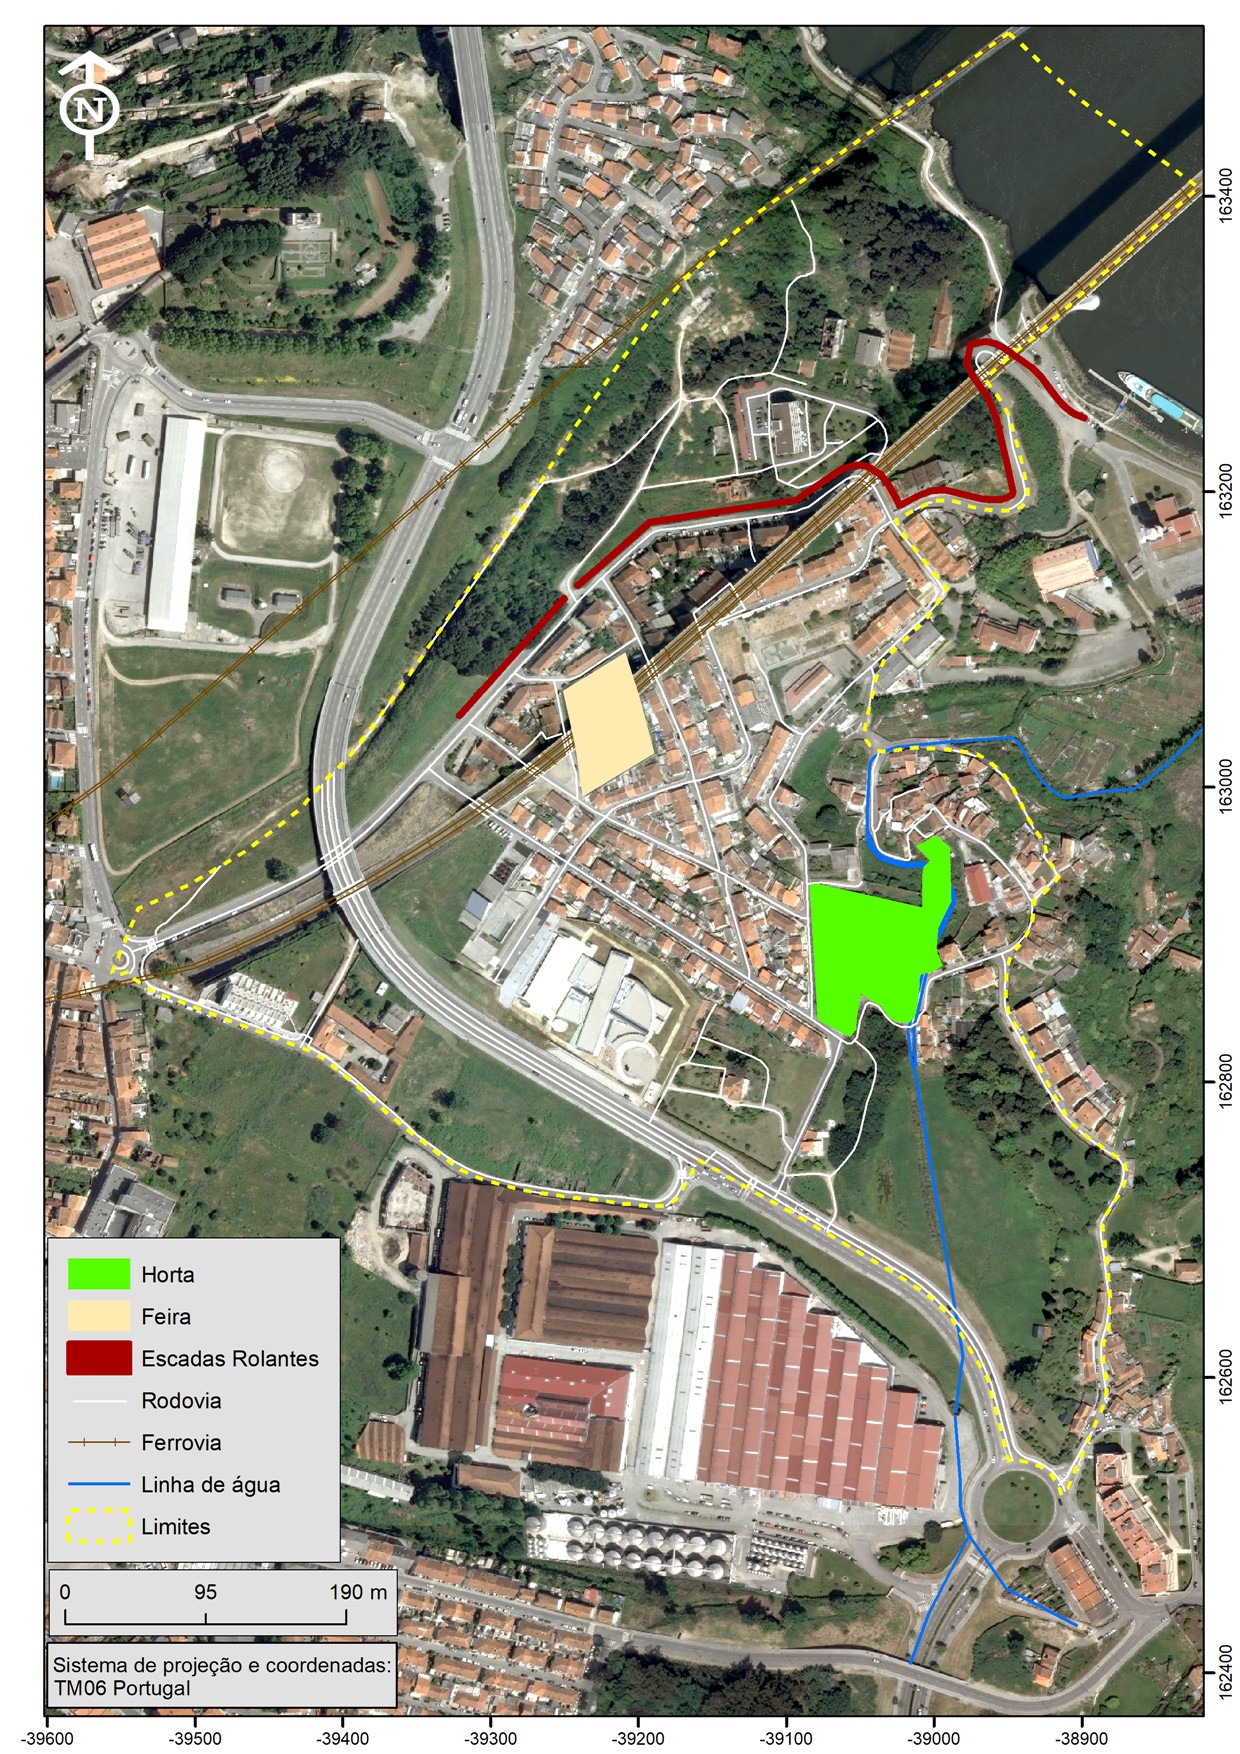 N
163400
163200
163000
162800
162600
162400
Horta
Feira
Escadas Rolantes
Rodovia
Ferrovia
Linha de água
Limites
0 95 190 m
Sistema de projeção e coordenadas:
TM06 Portugal
-39600 -39500 -39400 -39300 -39200 -39100 -39000 -38900